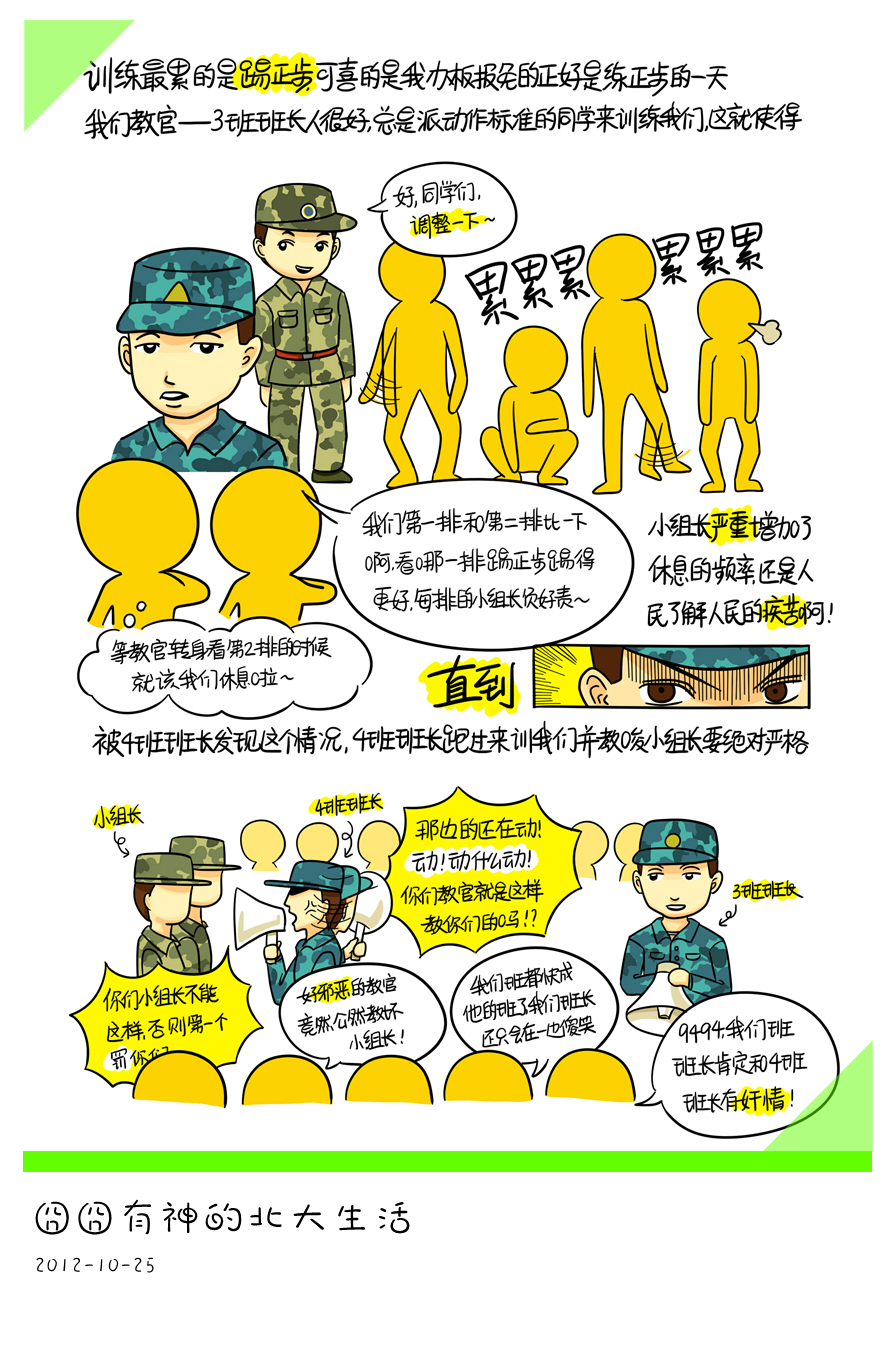 训练最累的是踢正步,可喜的是我办板报免的正好是练正步的一天
我们教官——3班班长人很好,总是派动作标准的同学来训练我们,这就使得
好,同学们,
调整一下~
累累累
累累累
我们第一排和第二排比一下
啊,看哪一排踢正步踢得
更好,每排的小组长负好责~
小组长严重增加了
休息的频率,还是人
民了解人民的疾苦啊!
等教官转身看第2排的时候
就该我们休息啦~
直到
被4班班长发现这个情况,4班班长跑过来训我们并教唆小组长要绝对严格
小组长
4班班长
那边的还在动!
动!动什么动!
你们教官就是这样
教你们的吗!?
3班班长
你们小组长不能
这样,否则第一个
罚你们
好邪恶的教官
竟然公然教坏
小组长!
我们班都快成
他的班了,我们班长
还只会在一边傻笑
9494,我们班
班长肯定和4班
班长有奸情!
囧囧有神的北大生活
2012-10-25